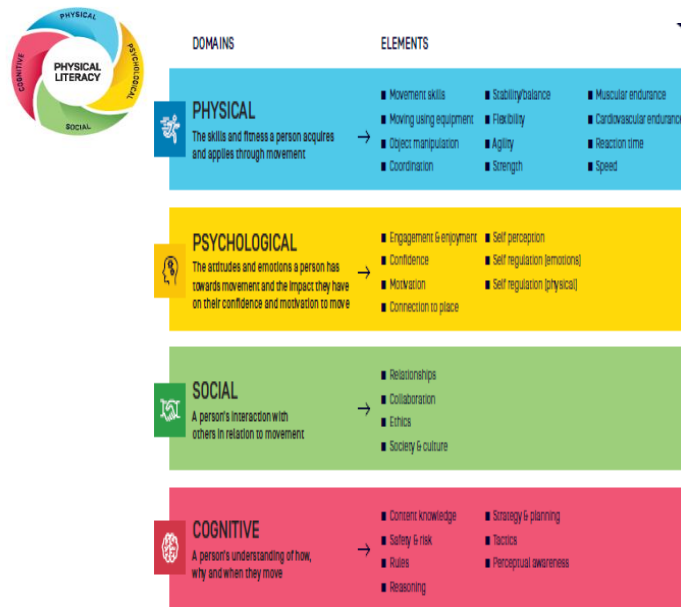 PHYSICAL
PSYCHOLOGICAL
SOCIAL
COGNITIVE
PHYSICAL
LITERACY
DOMAINS
ELEMENTS
PHYSICAL
The skills and fitness a person acquires
and applies through movement
Movement skills
Moving using equipment
Object manipulation
Coordination
Stability/balance
Flexibility
Agility
Strength
Muscular endurance
Cardiovascular endurance
Reaction time
Speed
PSYCHOLOGICAL
The attitudes and emotions a person has
towards movement and the impact they have
on their confidence and motivation to move
Engagement & enjoyment
Confidence
Motivation
Connection to place
Self perception
Self regulation (emotions)
Self regulation (physical)
SOCIAL
A person's interaction with
others in relation to movement
Relationships
Collaboration
Ethics
Society & culture
COGNITIVE
A person's understanding of how,
why and when they move
Content knowledge
Safety & risk
Rules
Reasoning
Strategy & planning
Tactics
Perceptual awareness